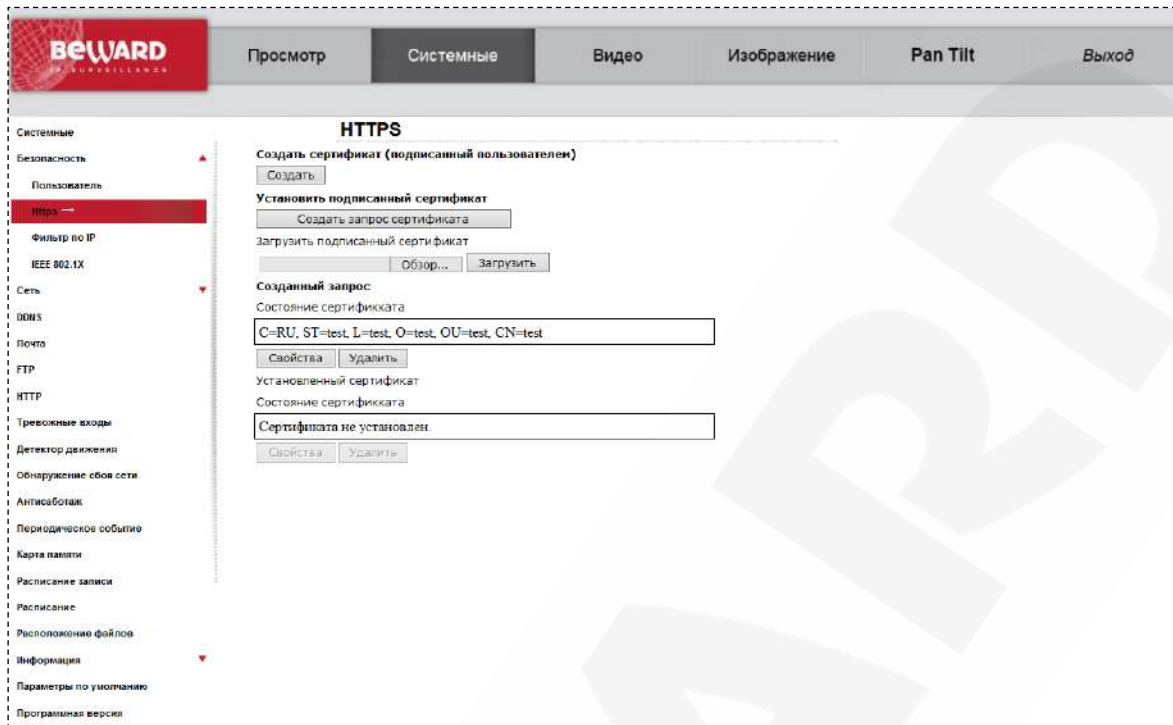 BEWARD
IP SURVEILLANCE
Просмотр
Системные
Видео
Изображение
Pan Tilt
Выход
Системные
Безопасность
Пользователь
Https →
Фильтр по IP
IEEE 802.1X
Сеть
DDNS
Почта
FTP
HTTP
Тревожные входы
Детектор движения
Обнаружение сбоя сети
Антисаботаж
Периодическое событие
Карта памяти
Расписание записи
Расписание
Расположение файлов
Информация
Параметры по умолчанию
Программная версия
HTTPS
Создать сертификат (подписанный пользователем)
Создать
Установить подписанный сертификат
Создать запрос сертификата
Загрузить подписанный сертификат
Обзор... Загрузить
Созданный запрос
Состояние сертификката
C=RU, ST=test, L=test, O=test, OU=test, CN=test
Свойства Удалить
Установленный сертификат
Состояние сертификката
Сертификата не установлен.
Свойства Удалить